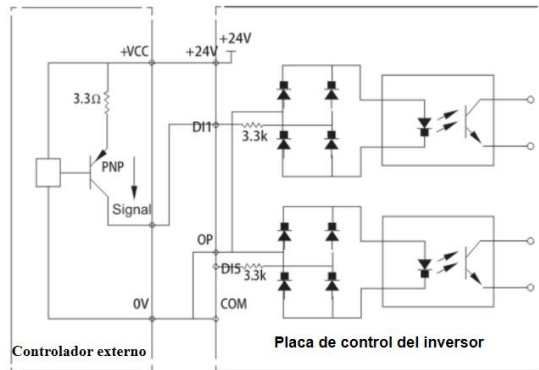 +24V
+VCC
+24V
3.3Ω
DI1
3.3k
PNP
Signal
OP
DI5
3.3k
0V
COM
Controlador externo
Placa de control del inversor